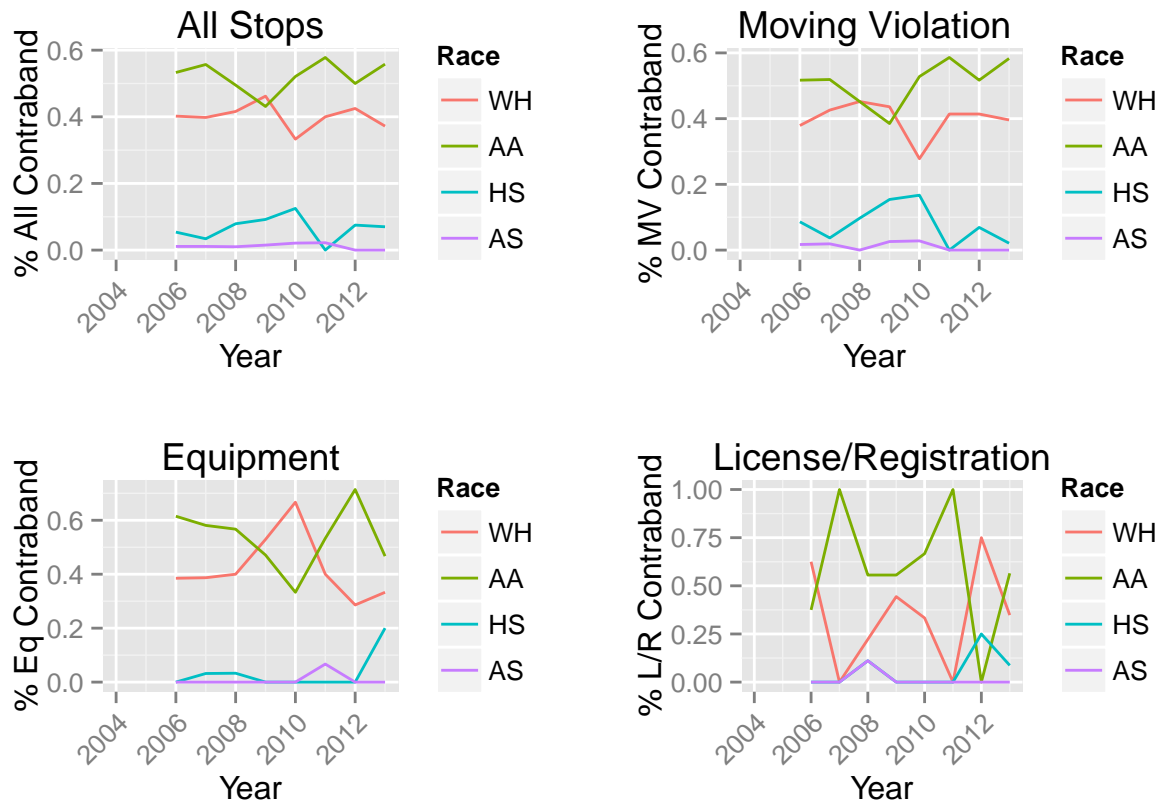 All Stops
% All Contraband
0.6
0.4
0.2
0.0
2004
2006
2008
2010
2012
Year
Race
WH
AA
HS
AS
Moving Violation
% MV Contraband
0.6
0.4
0.2
0.0
2004
2006
2008
2010
2012
Year
Race
WH
AA
HS
AS
Equipment
% Eq Contraband
0.6
0.4
0.2
0.0
2004
2006
2008
2010
2012
Year
Race
WH
AA
HS
AS
License/Registration
% L/R Contraband
1.00
0.75
0.50
0.25
0.00
2004
2006
2008
2010
2012
Year
Race
WH
AA
HS
AS